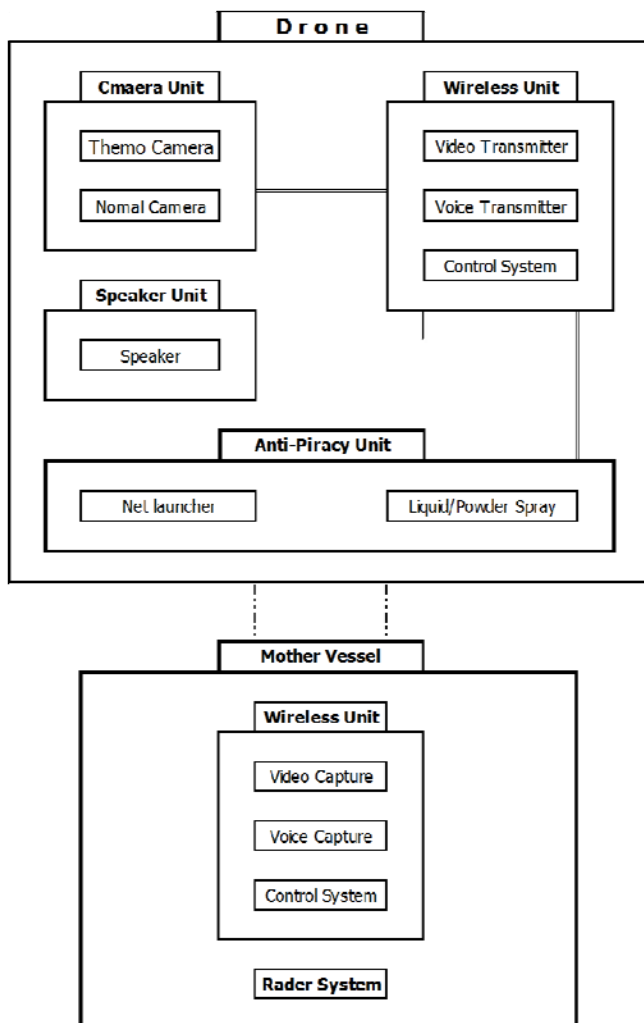 Drone
Cmaera Unit
Themo Camera
Nomal Camera
Wireless Unit
Video Transmitter
Voice Transmitter
Control System
Speaker Unit
Speaker
Anti-Piracy Unit
Net launcher
Liquid/Powder Spray
Mother Vessel
Wireless Unit
Video Capture
Voice Capture
Control System
Rader System